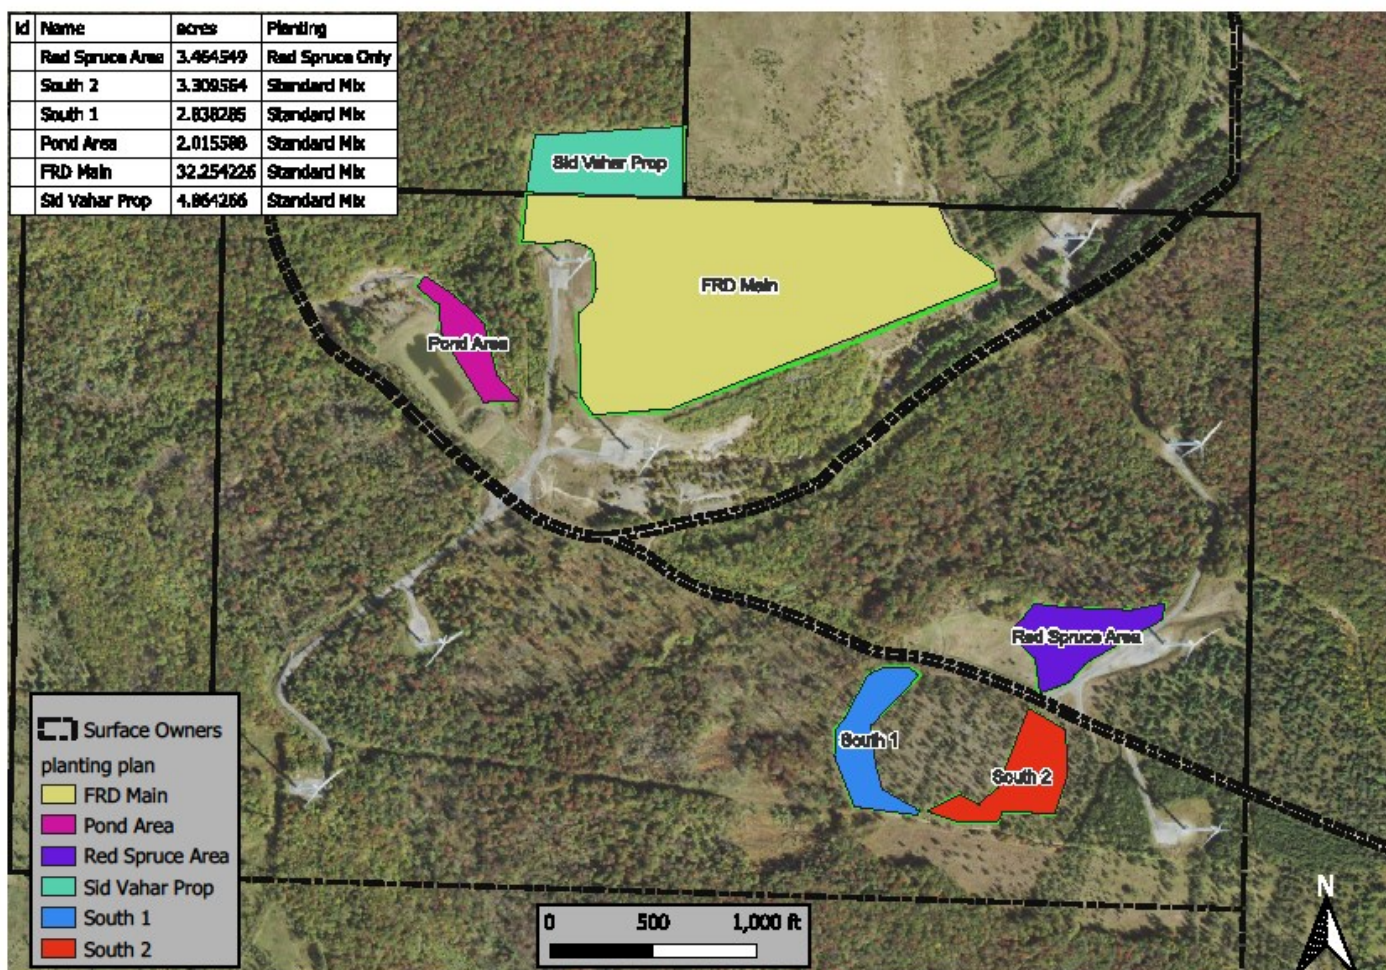 Id Name acres Planting
Red Spruce Area 3.464549 Red Spruce Only
South 2 3.309564 Standard Mix
South 1 2.838285 Standard Mix
Pond Area 2.015588 Standard Mix
FRD Main 32.254226 Standard Mix
Sid Vahar Prop 4.864266 Standard Mix
Sid Vahar Prop
FRD Main
Pond Area
Red Spruce Area
South 1
South 2
Surface Owners
planting plan
FRD Main
Pond Area
Red Spruce Area
Sid Vahar Prop
South 1
South 2
0 500 1,000 ft
N